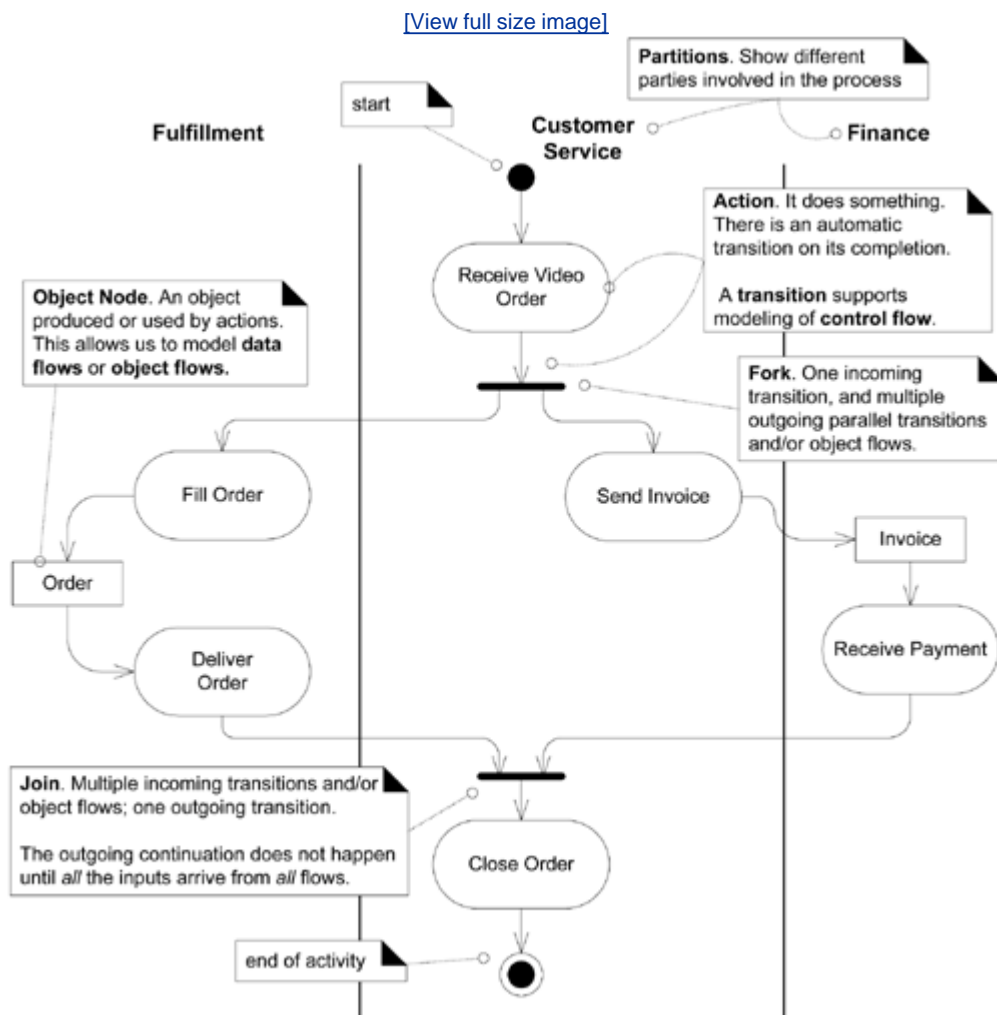 [View full size image]
Partitions. Show different
parties involved in the process
start
Fulfillment
Customer
Service
Finance
Action. It does something.
There is an automatic
transition on its completion.
A transition supports
modeling of control flow.
Receive Video
Order
Object Node. An object
produced or used by actions.
This allows us to model data
flows or object flows.
Fork. One incoming
transition, and multiple
outgoing parallel transitions
and/or object flows.
Fill Order
Send Invoice
Invoice
Order
Deliver
Order
Receive Payment
Join. Multiple incoming transitions and/or
object flows; one outgoing transition.
The outgoing continuation does not happen
until all the inputs arrive from all flows.
Close Order
end of activity